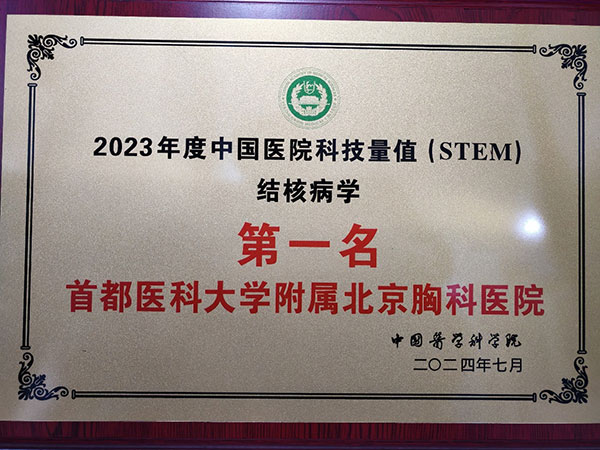 2023年度中国医院科技量值(STEM)
结核病学
第一名
首都医科大学附属北京胸科医院
中国医学科学院
二〇二四年七月